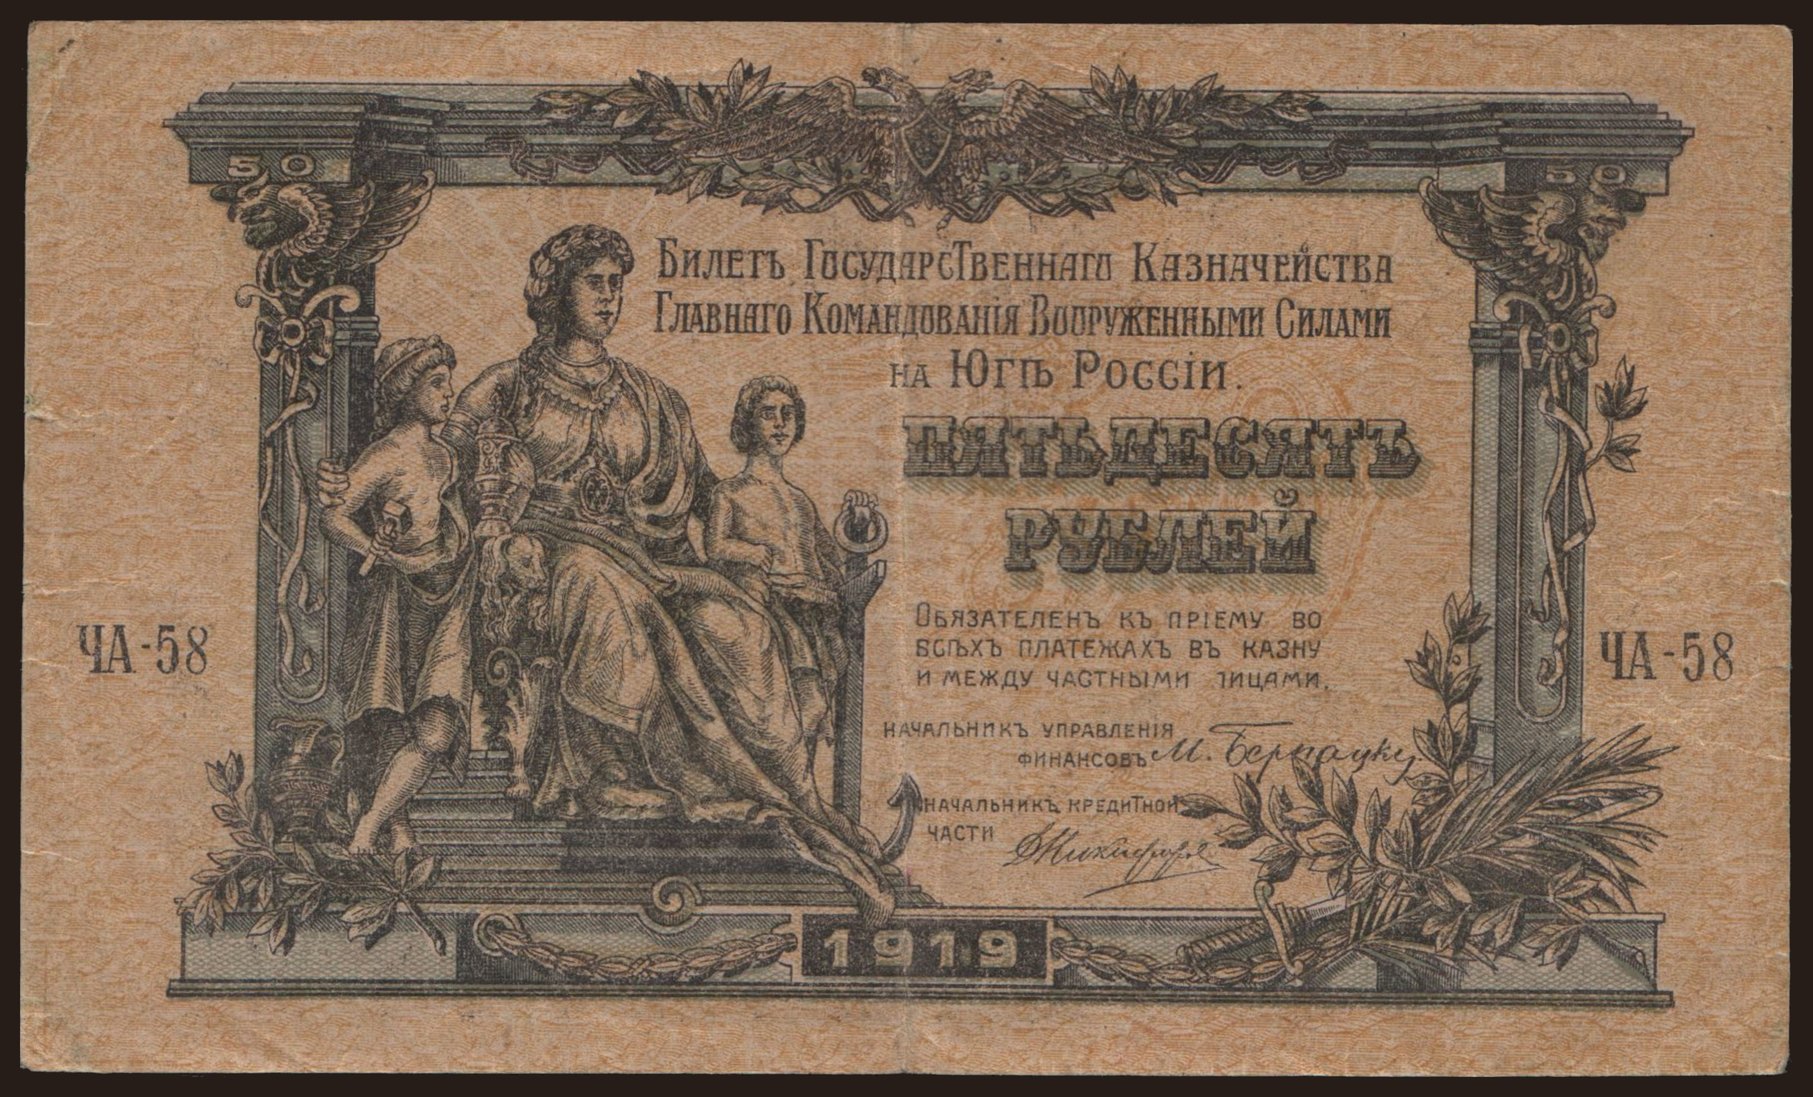 50 50
Билетъ Государственнаго Казначейства
Главнаго Командованія Вооруженными Силами
на Югѣ Россіи.
ПЯТЬДЕСЯТЪ
РУБЛЕЙ
Обязателенъ къ пріему во
всѣхъ платежахъ въ казну
и между частными лицами.
ЧА-58 ЧА-58
Начальникъ управленія
финансовъ М. Бернацкі
Начальникъ кредитной
части
1919